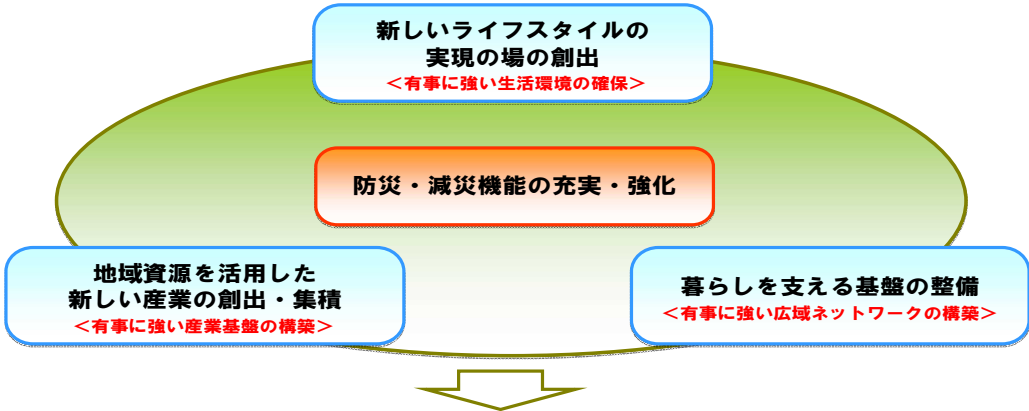 新しいライフスタイルの
実現の場の創出
＜有事に強い生活環境の確保＞
防災・減災機能の充実・強化
地域資源を活用した
新しい産業の創出・集積
＜有事に強い産業基盤の構築＞
暮らしを支える基盤の整備
＜有事に強い広域ネットワークの構築＞